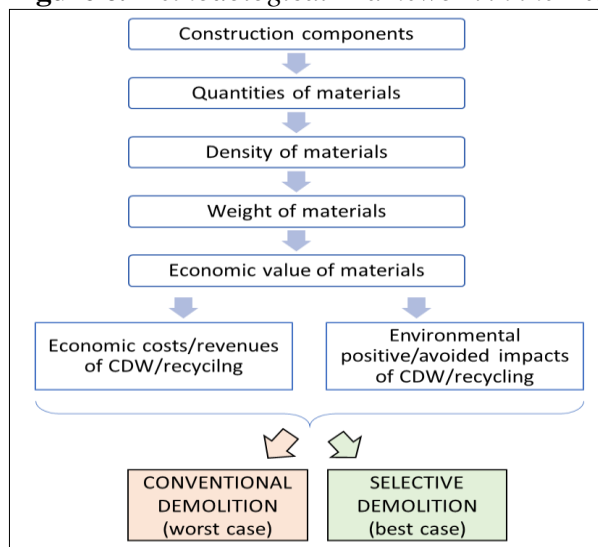 Construction components
Quantities of materials
Density of materials
Weight of materials
Economic value of materials
Economic costs/revenues
of CDW/recycilng
Environmental
positive/avoided impacts
of CDW/recycling
CONVENTIONAL
DEMOLITION
(worst case)
SELECTIVE
DEMOLITION
(best case)